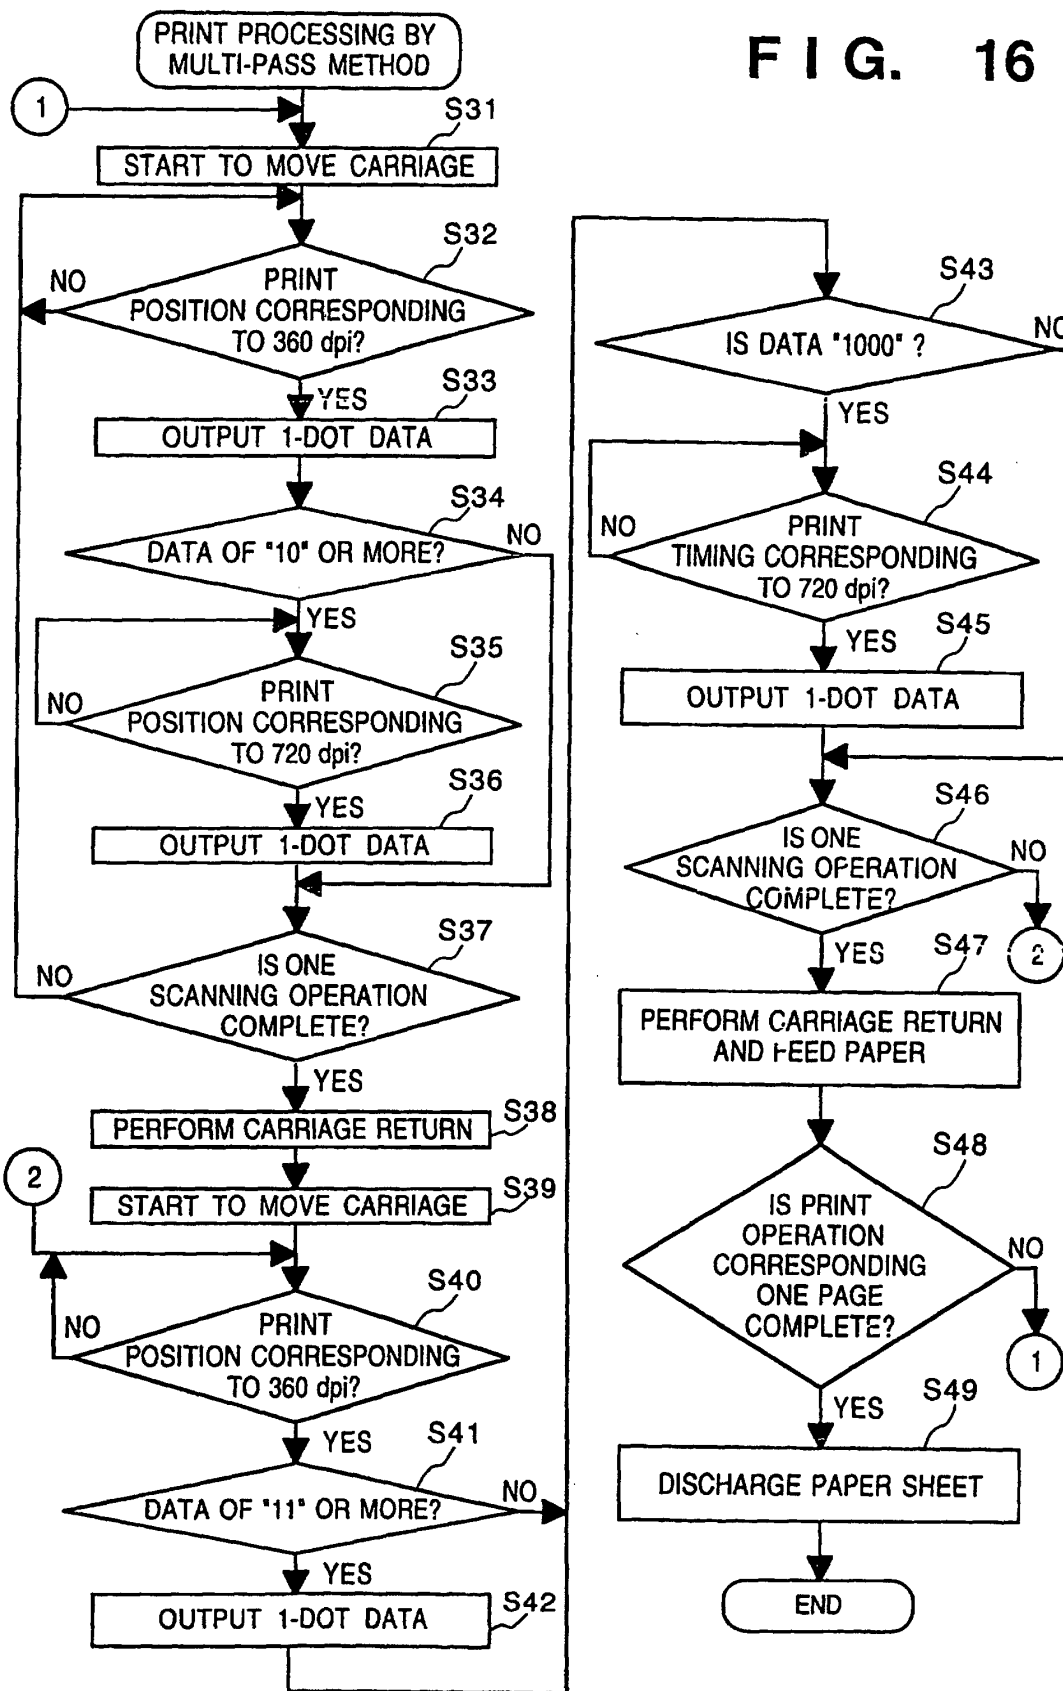 FIG. 16
PRINT PROCESSING BY
MULTI-PASS METHOD
1
S31
START TO MOVE CARRIAGE
S32
NO
PRINT
POSITION CORRESPONDING
TO 360 dpi?
YES
S33
OUTPUT 1-DOT DATA
S34
NO
DATA OF "10" OR MORE?
YES
S35
NO
PRINT
POSITION CORRESPONDING
TO 720 dpi?
YES
S36
OUTPUT 1-DOT DATA
S37
NO
IS ONE
SCANNING OPERATION
COMPLETE?
YES
S38
PERFORM CARRIAGE RETURN
2
S39
START TO MOVE CARRIAGE
S40
NO
PRINT
POSITION CORRESPONDING
TO 360 dpi?
YES
S41
DATA OF "11" OR MORE?
NO
YES
S42
OUTPUT 1-DOT DATA
S43
NO
IS DATA "1000" ?
YES
S44
NO
PRINT
TIMING CORRESPONDING
TO 720 dpi?
YES
S45
OUTPUT 1-DOT DATA
S46
IS ONE
SCANNING OPERATION
COMPLETE?
NO
2
YES
S47
PERFORM CARRIAGE RETURN
AND FEED PAPER
S48
IS PRINT
OPERATION
CORRESPONDING
ONE PAGE
COMPLETE?
NO
1
YES
S49
DISCHARGE PAPER SHEET
END